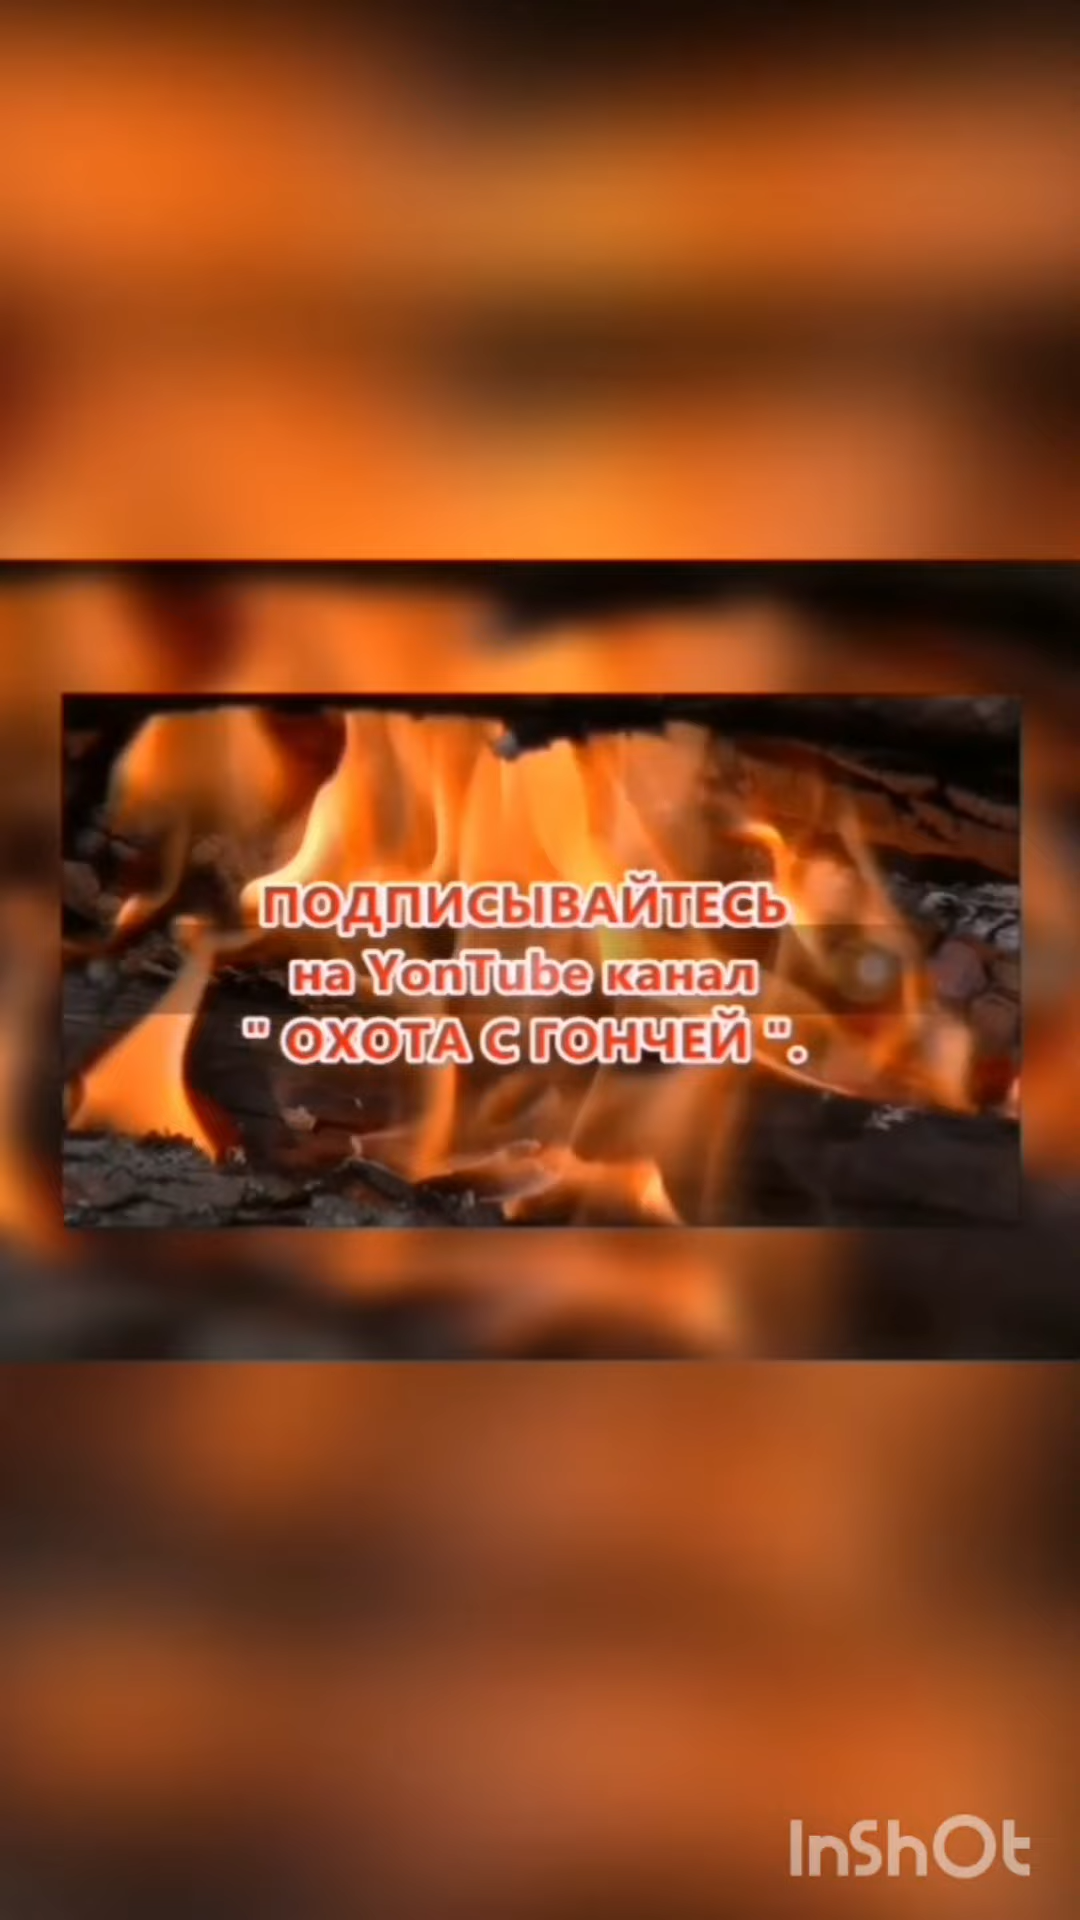 ПОДПИСЫВАЙТЕСЬ
на YonTube канал
" ОХОТА С ГОНЧЕЙ ".
InShOt